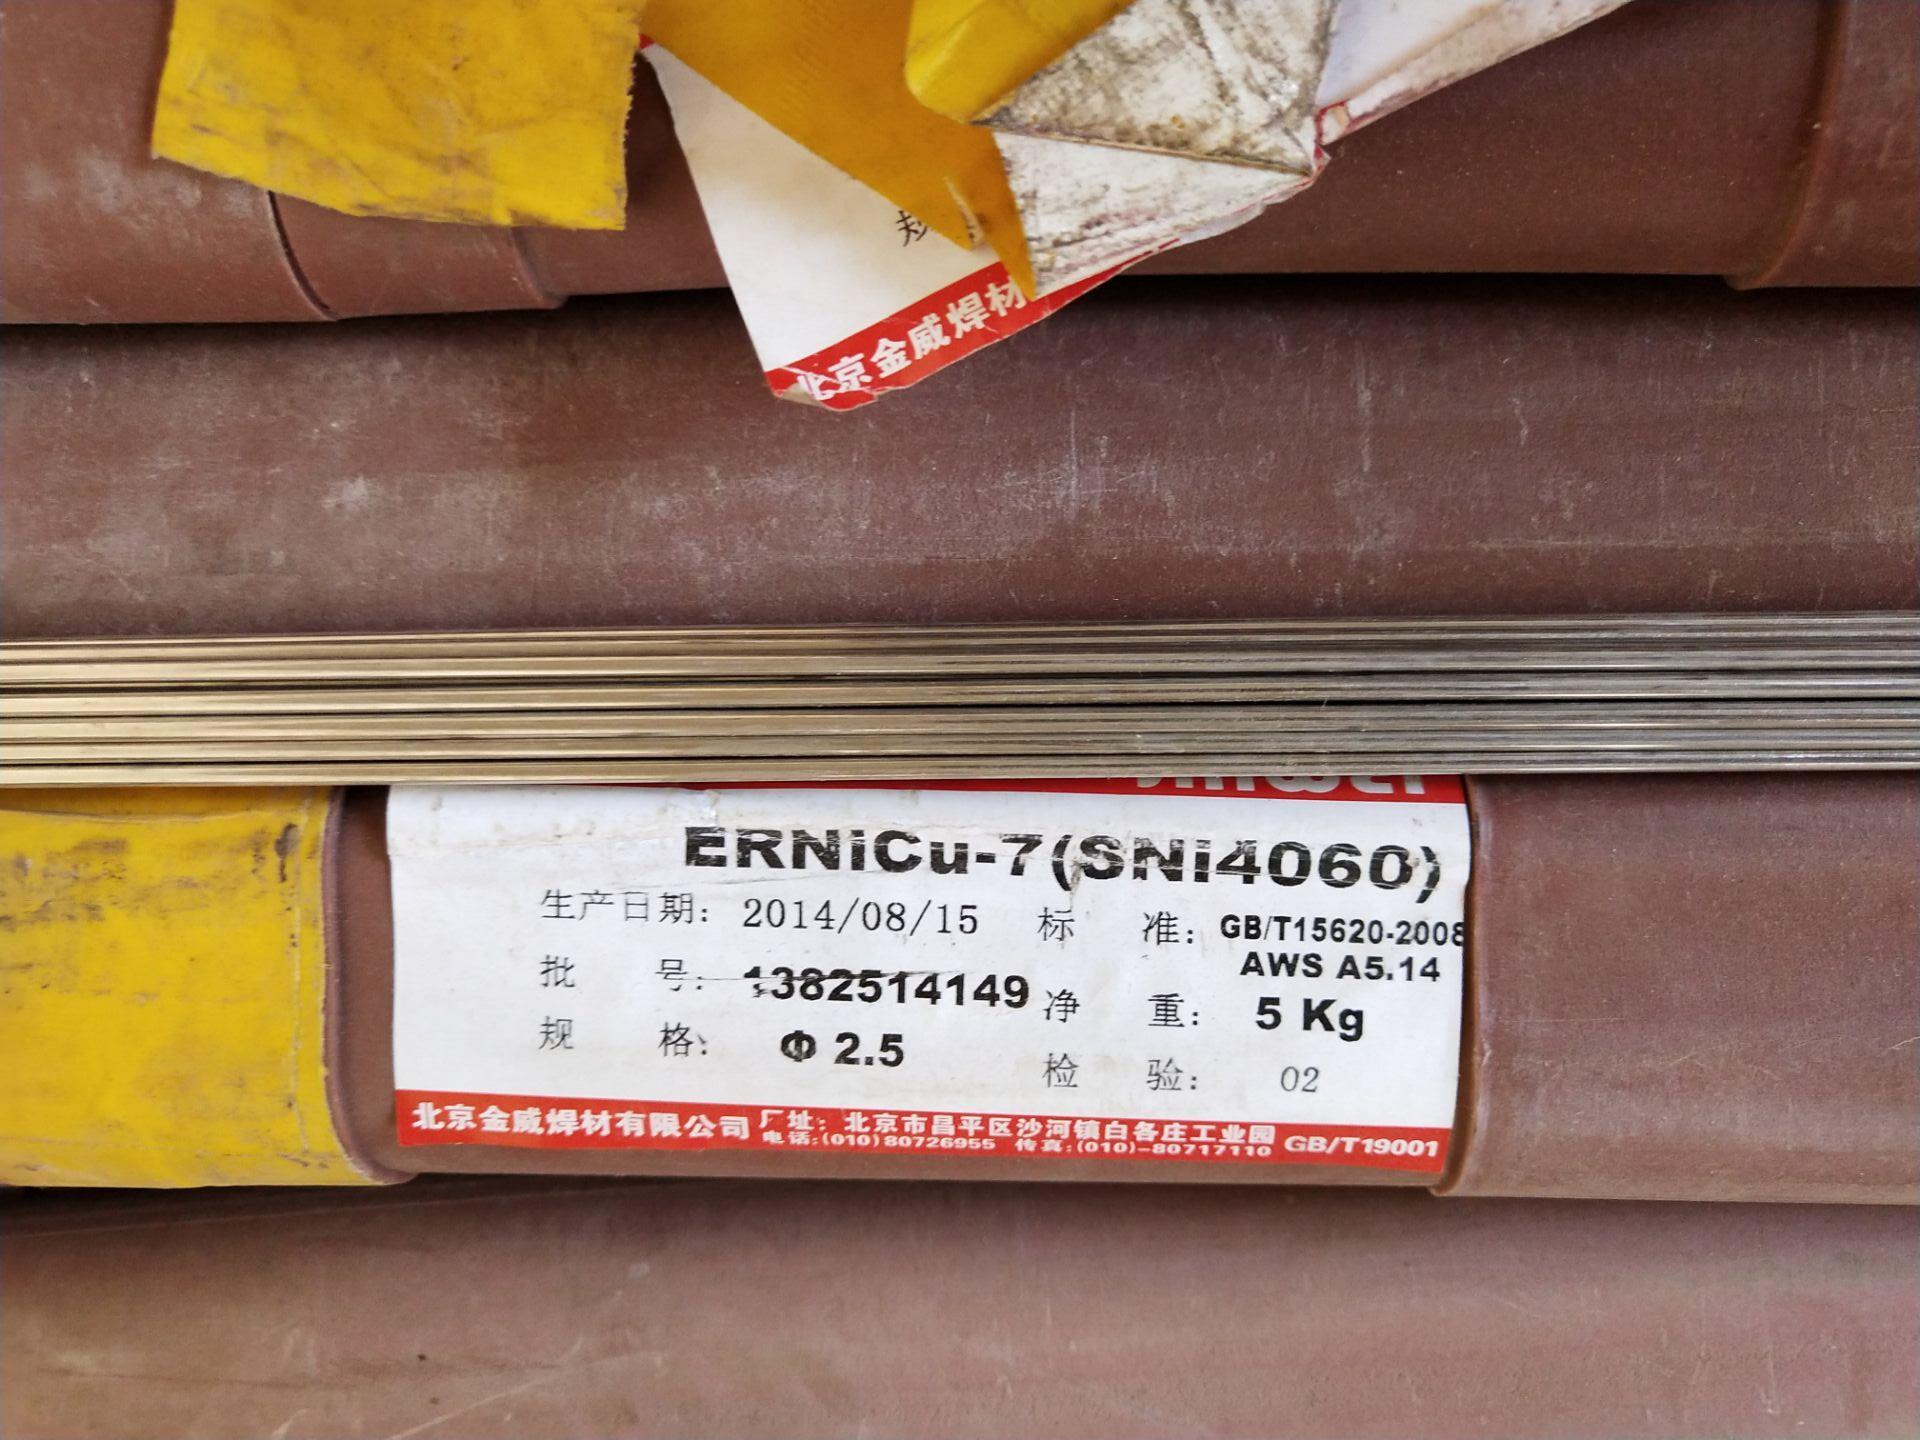 北京金威焊材
ERNiCu-7(SNi4060)
生产日期: 2014/08/15 标 准: GB/T15620-2008
AWS A5.14
批 号: 1382514149 净 重: 5 Kg
规 格: Φ 2.5 检 验: 02
北京金威焊材有限公司 厂址: 北京市昌平区沙河镇白各庄工业园 GB/T19001
电话:(010)80726955 传真:(010)-80717110